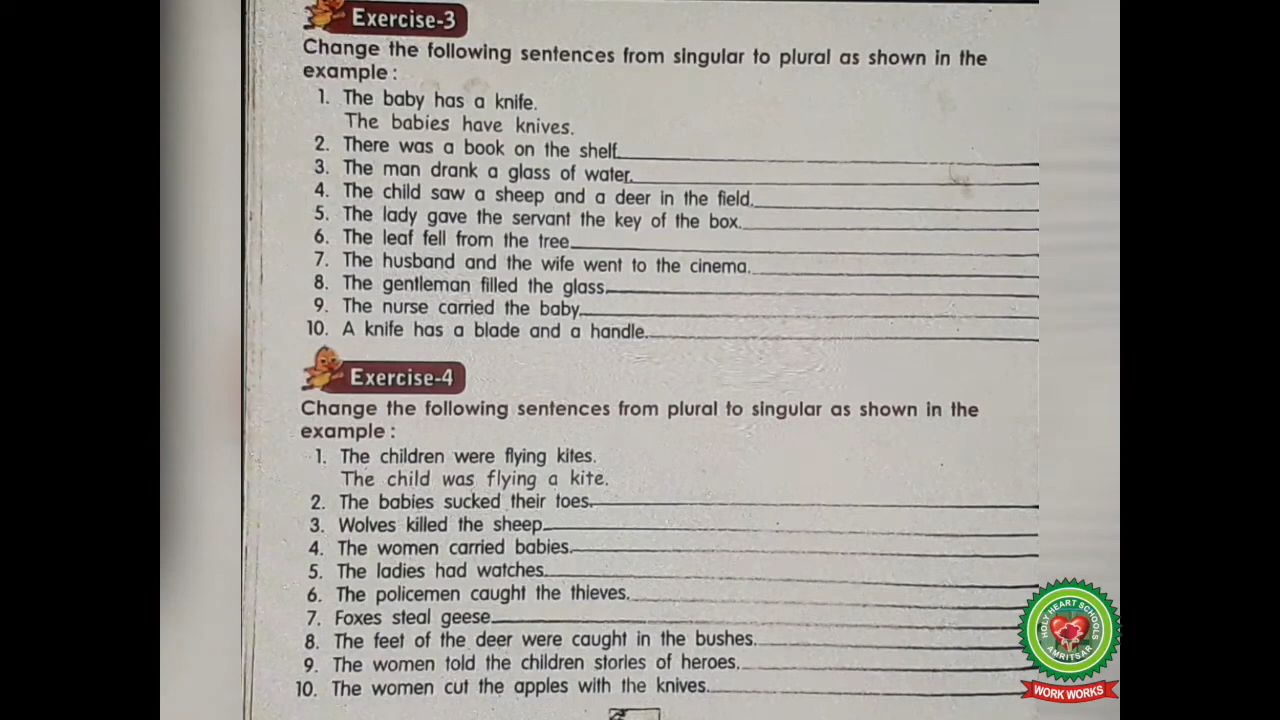 Exercise-3
Change the following sentences from singular to plural as shown in the
example :
1. The baby has a knife.
The babies have knives.
2. There was a book on the shelf.
3. The man drank a glass of water.
4. The child saw a sheep and a deer in the field.
5. The lady gave the servant the key of the box.
6. The leaf fell from the tree.
7. The husband and the wife went to the cinema.
8. The gentleman filled the glass.
9. The nurse carried the baby.
10. A knife has a blade and a handle.
Exercise-4
Change the following sentences from plural to singular as shown in the
example :
1. The children were flying kites.
The child was flying a kite.
2. The babies sucked their toes.
3. Wolves killed the sheep.
4. The women carried babies.
5. The ladies had watches.
6. The policemen caught the thieves.
7. Foxes steal geese.
8. The feet of the deer were caught in the bushes.
9. The women told the children stories of heroes.
10. The women cut the apples with the knives.
HOLY HEART SCHOOLS
AMRITSAR
WORK WORKS